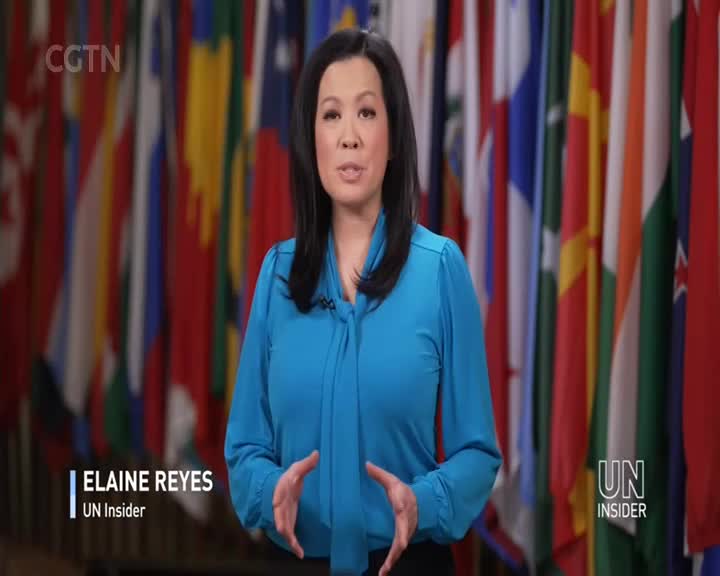 CGTN
ELAINE REYES
UN Insider
UN
INSIDER